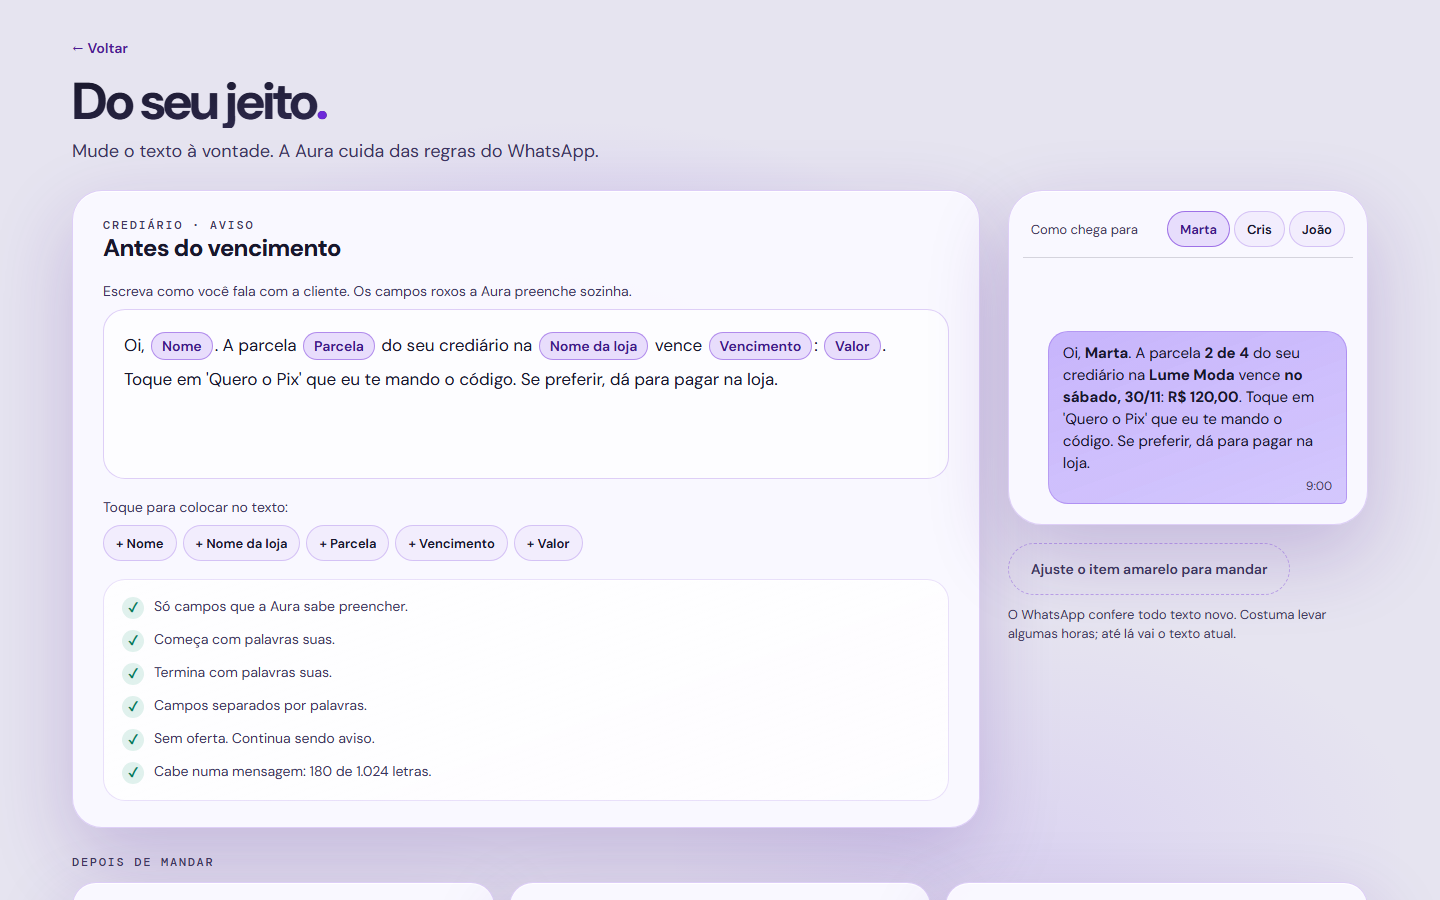 ← Voltar
Do seu jeito.
Mude o texto à vontade. A Aura cuida das regras do WhatsApp.
CREDIÁRIO · AVISO
Antes do vencimento
Escreva como você fala com a cliente. Os campos roxos a Aura preenche sozinha.
Oi, Nome. A parcela Parcela do seu crediário na Nome da loja vence Vencimento: Valor.
Toque em 'Quero o Pix' que eu te mando o código. Se preferir, dá para pagar na loja.
Toque para colocar no texto:
+ Nome + Nome da loja + Parcela + Vencimento + Valor
✓ Só campos que a Aura sabe preencher.
✓ Começa com palavras suas.
✓ Termina com palavras suas.
✓ Campos separados por palavras.
✓ Sem oferta. Continua sendo aviso.
✓ Cabe numa mensagem: 180 de 1.024 letras.
Como chega para Marta Cris João
Oi, Marta. A parcela 2 de 4 do seu
crediário na Lume Moda vence no
sábado, 30/11: R$ 120,00. Toque em
'Quero o Pix' que eu te mando o
código. Se preferir, dá para pagar na
loja.
9:00
Ajuste o item amarelo para mandar
O WhatsApp confere todo texto novo. Costuma levar
algumas horas; até lá vai o texto atual.
DEPOIS DE MANDAR